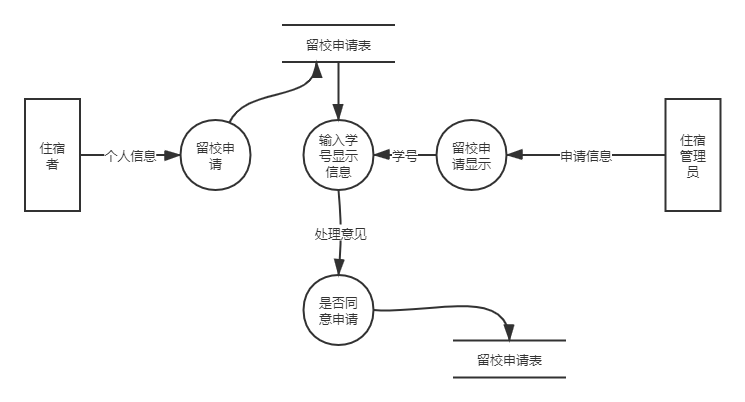 留校申请表
住宿
者
个人信息
留校申
请
输入学
号显示
信息
学号
留校申
请显示
申请信息
住宿
管理
员
处理意见
是否同
意申请
留校申请表